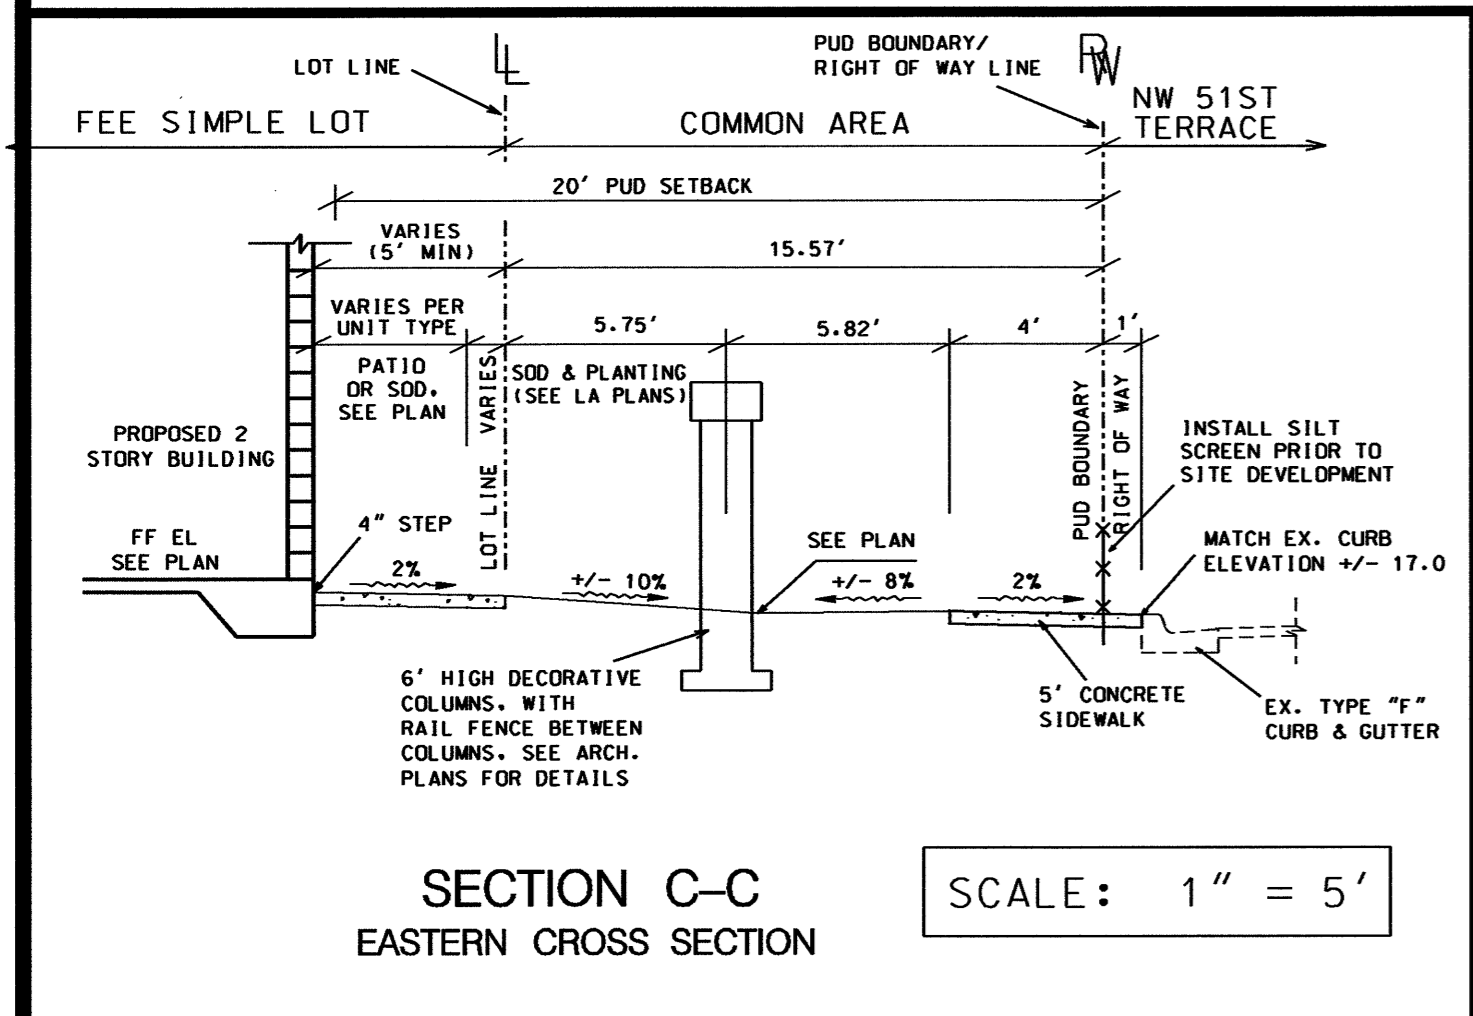 LL
PUD BOUNDARY/
RIGHT OF WAY LINE
RW
LOT LINE
NW 51ST
TERRACE
FEE SIMPLE LOT
COMMON AREA
20' PUD SETBACK
VARIES
(5' MIN)
15.57'
VARIES PER
UNIT TYPE
5.75'
5.82'
4'
1'
PATIO
OR SOD.
SEE PLAN
LOT LINE VARIES
SOD & PLANTING
(SEE LA PLANS)
PUD BOUNDARY
RIGHT OF WAY
PROPOSED 2
STORY BUILDING
INSTALL SILT
SCREEN PRIOR TO
SITE DEVELOPMENT
FF EL
SEE PLAN
4" STEP
SEE PLAN
MATCH EX. CURB
ELEVATION +/- 17.0
2%
+/- 10%
+/- 8%
2%
6' HIGH DECORATIVE
COLUMNS. WITH
RAIL FENCE BETWEEN
COLUMNS. SEE ARCH.
PLANS FOR DETAILS
5' CONCRETE
SIDEWALK
EX. TYPE "F"
CURB & GUTTER
SECTION C-C
EASTERN CROSS SECTION
SCALE: 1" = 5'